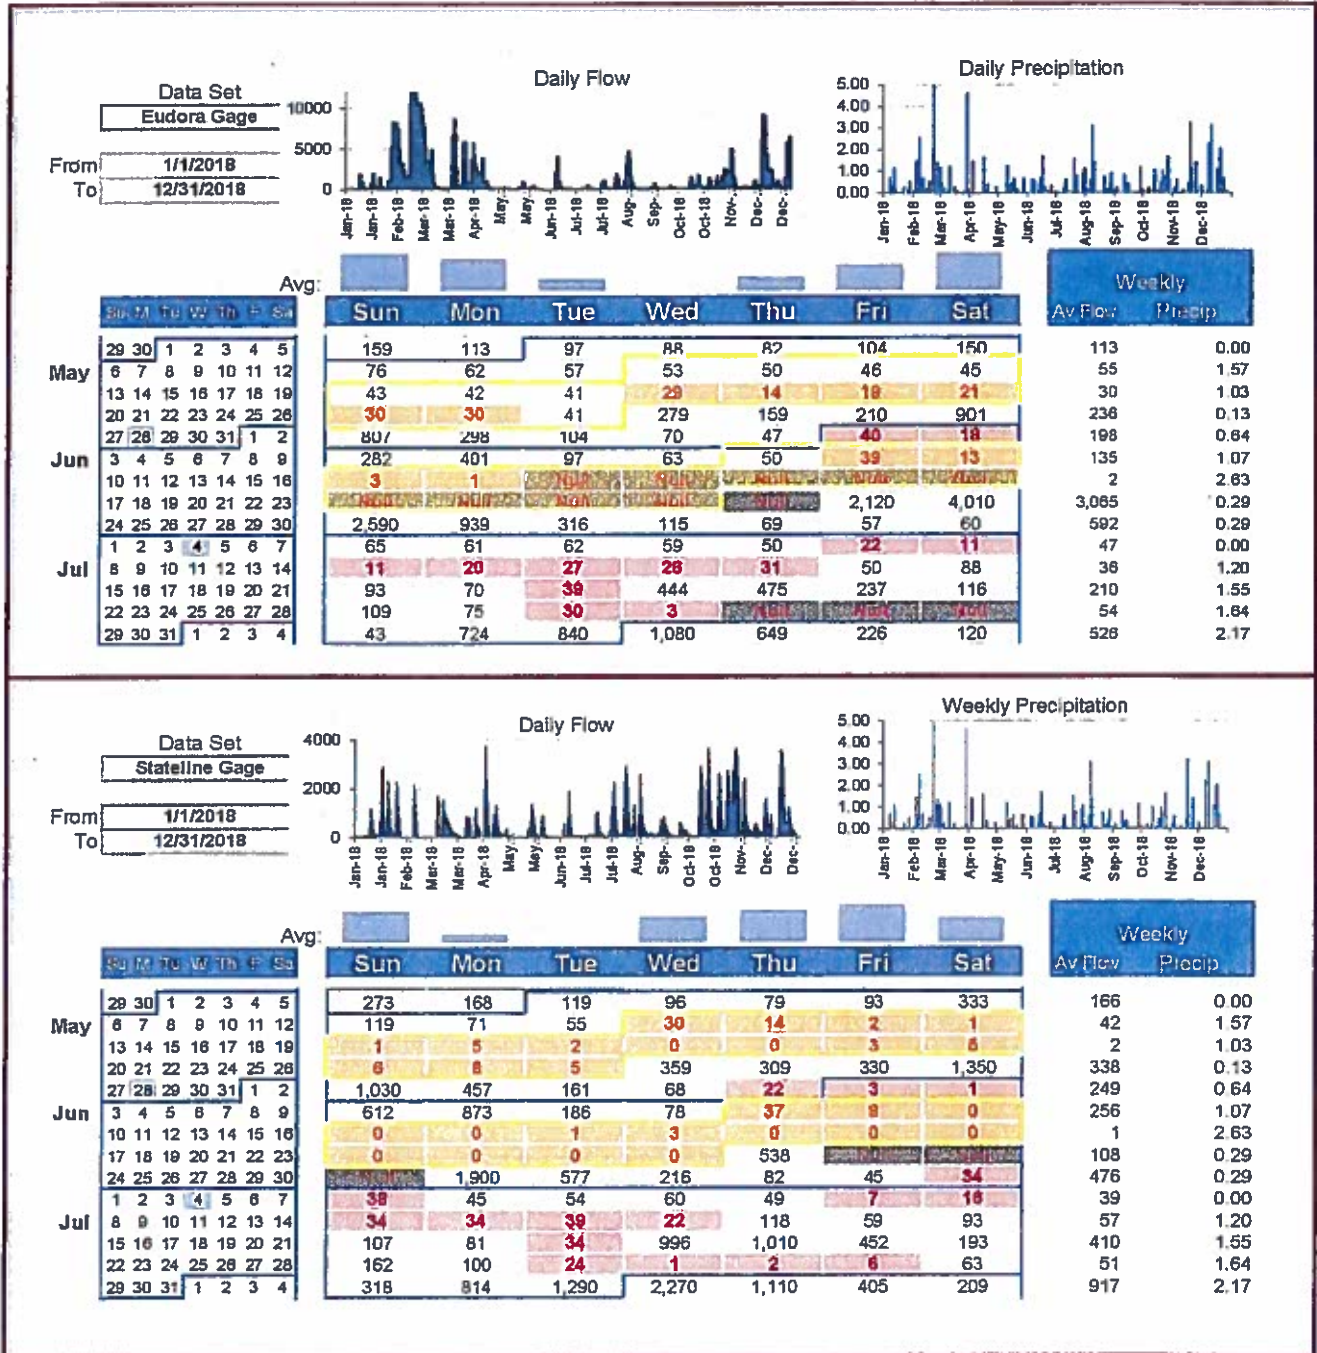 Daily Flow
Daily Precipitation
Data Set
Eudora Gage
From 1/1/2018
To 12/31/2018
10000
5000
0
Jan-18 Jan-18 Feb-18 Mar-18 Mar-18 Apr-18 May-. May-. Jun-18 Jul-18 Jul-18 Aug-. Sep-. Oct-18 Oct-18 Nov-. Dec-. Dec-.
5.00
4.00
3.00
2.00
1.00
0.00
Jan-18 Feb-18 Mar-18 Apr-18 May-18 Jun-18 Jul-18 Aug-18 Sep-18 Oct-18 Nov-18 Dec-18
Avg:
Weekly
Su M Tu W Th F Sa Sun Mon Tue Wed Thu Fri Sat Av Flow Precip
29 30 1 2 3 4 5 159 113 97 88 82 104 150 113 0.00
May 6 7 8 9 10 11 12 76 62 57 53 50 46 45 55 1.57
13 14 15 16 17 18 19 43 42 41 29 14 19 21 30 1.03
20 21 22 23 24 25 26 30 30 41 279 159 210 901 236 0.13
27 28 29 30 31 1 2 807 298 104 70 47 40 18 198 0.64
Jun 3 4 5 6 7 8 9 282 401 97 63 50 39 13 135 1.07
10 11 12 13 14 15 16 3 1 Null Null Null Null Null 2 2.63
17 18 19 20 21 22 23 Null Null Null Null Null 2,120 4,010 3,065 0.29
24 25 26 27 28 29 30 2,590 939 316 115 69 57 60 592 0.29
1 2 3 4 5 6 7 65 61 62 59 50 22 11 47 0.00
Jul 8 9 10 11 12 13 14 11 20 27 26 31 50 88 36 1.20
15 16 17 18 19 20 21 93 70 39 444 475 237 116 210 1.55
22 23 24 25 26 27 28 109 75 30 3 Null Null Null 54 1.64
29 30 31 1 2 3 4 43 724 840 1,080 649 226 120 526 2.17
Daily Flow
Weekly Precipitation
Data Set
Stateline Gage
From 1/1/2018
To 12/31/2018
4000
2000
0
Jan-18 Jan-18 Feb-18 Mar-18 Mar-18 Apr-18 May-. May-. Jun-18 Jul-18 Jul-18 Aug-. Sep-. Oct-18 Oct-18 Nov-. Dec-. Dec-.
5.00
4.00
3.00
2.00
1.00
0.00
Jan-18 Feb-18 Mar-18 Apr-18 May-18 Jun-18 Jul-18 Aug-18 Sep-18 Oct-18 Nov-18 Dec-18
Avg:
Weekly
Su M Tu W Th F Sa Sun Mon Tue Wed Thu Fri Sat Av Flow Precip
29 30 1 2 3 4 5 273 168 119 96 79 93 333 166 0.00
May 6 7 8 9 10 11 12 119 71 55 30 14 2 1 42 1.57
13 14 15 16 17 18 19 1 5 2 0 0 3 5 2 1.03
20 21 22 23 24 25 26 6 8 5 359 309 330 1,350 338 0.13
27 28 29 30 31 1 2 1,030 457 161 68 22 3 1 249 0.64
Jun 3 4 5 6 7 8 9 612 873 186 78 37 9 0 256 1.07
10 11 12 13 14 15 16 0 0 1 3 0 0 0 1 2.63
17 18 19 20 21 22 23 0 0 0 0 538 108 0.29
24 25 26 27 28 29 30 1,900 577 216 82 45 34 476 0.29
1 2 3 4 5 6 7 38 45 54 60 49 7 16 39 0.00
Jul 8 9 10 11 12 13 14 34 34 39 22 118 59 93 57 1.20
15 16 17 18 19 20 21 107 81 34 996 1,010 452 193 410 1.55
22 23 24 25 26 27 28 162 100 24 1 2 6 63 51 1.64
29 30 31 1 2 3 4 318 814 1,290 2,270 1,110 405 209 917 2.17